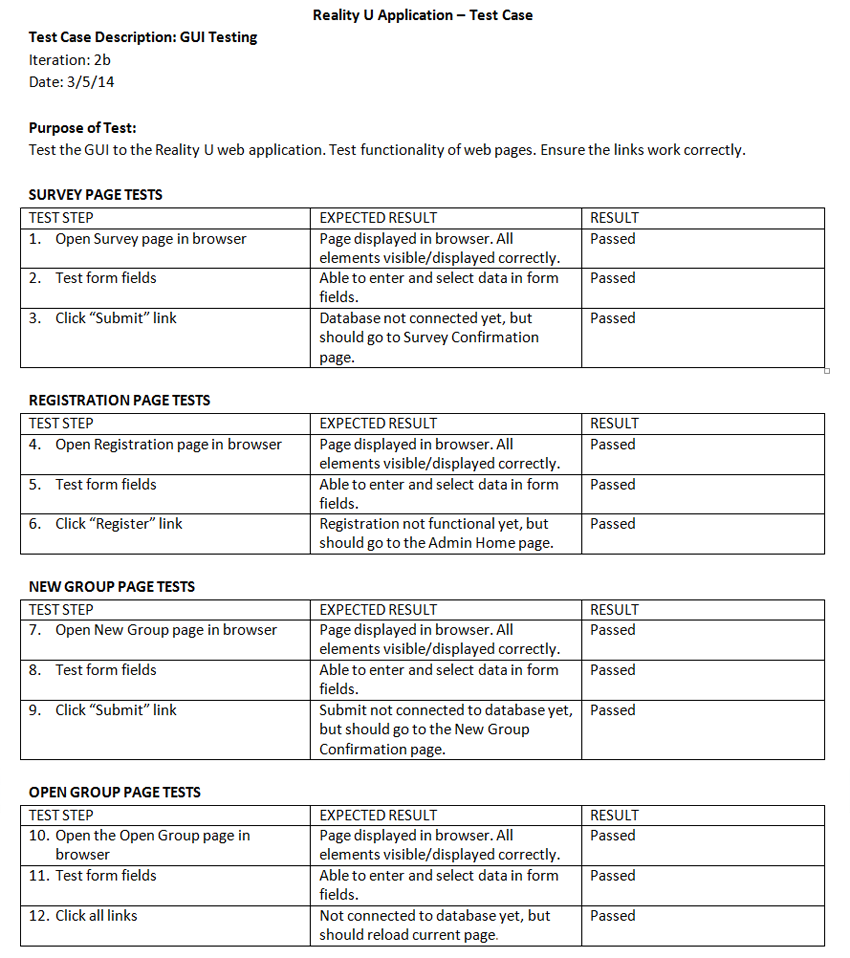 Reality U Application – Test Case
Test Case Description: GUI Testing
Iteration: 2b
Date: 3/5/14
Purpose of Test:
Test the GUI to the Reality U web application. Test functionality of web pages. Ensure the links work correctly.
SURVEY PAGE TESTS
TEST STEP EXPECTED RESULT RESULT
1. Open Survey page in browser Page displayed in browser. All Passed
elements visible/displayed correctly.
2. Test form fields Able to enter and select data in form Passed
fields.
3. Click “Submit” link Database not connected yet, but Passed
should go to Survey Confirmation
page.
REGISTRATION PAGE TESTS
TEST STEP EXPECTED RESULT RESULT
4. Open Registration page in browser Page displayed in browser. All Passed
elements visible/displayed correctly.
5. Test form fields Able to enter and select data in form Passed
fields.
6. Click “Register” link Registration not functional yet, but Passed
should go to the Admin Home page.
NEW GROUP PAGE TESTS
TEST STEP EXPECTED RESULT RESULT
7. Open New Group page in browser Page displayed in browser. All Passed
elements visible/displayed correctly.
8. Test form fields Able to enter and select data in form Passed
fields.
9. Click “Submit” link Submit not connected to database yet, Passed
but should go to the New Group
Confirmation page.
OPEN GROUP PAGE TESTS
TEST STEP EXPECTED RESULT RESULT
10. Open the Open Group page in Page displayed in browser. All Passed
browser elements visible/displayed correctly.
11. Test form fields Able to enter and select data in form Passed
fields.
12. Click all links Not connected to database yet, but Passed
should reload current page.